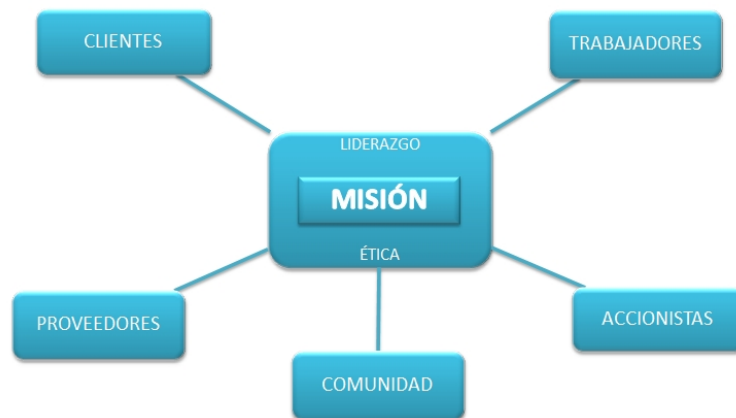 CLIENTES
TRABAJADORES
LIDERAZGO
MISIÓN
ÉTICA
PROVEEDORES
ACCIONISTAS
COMUNIDAD